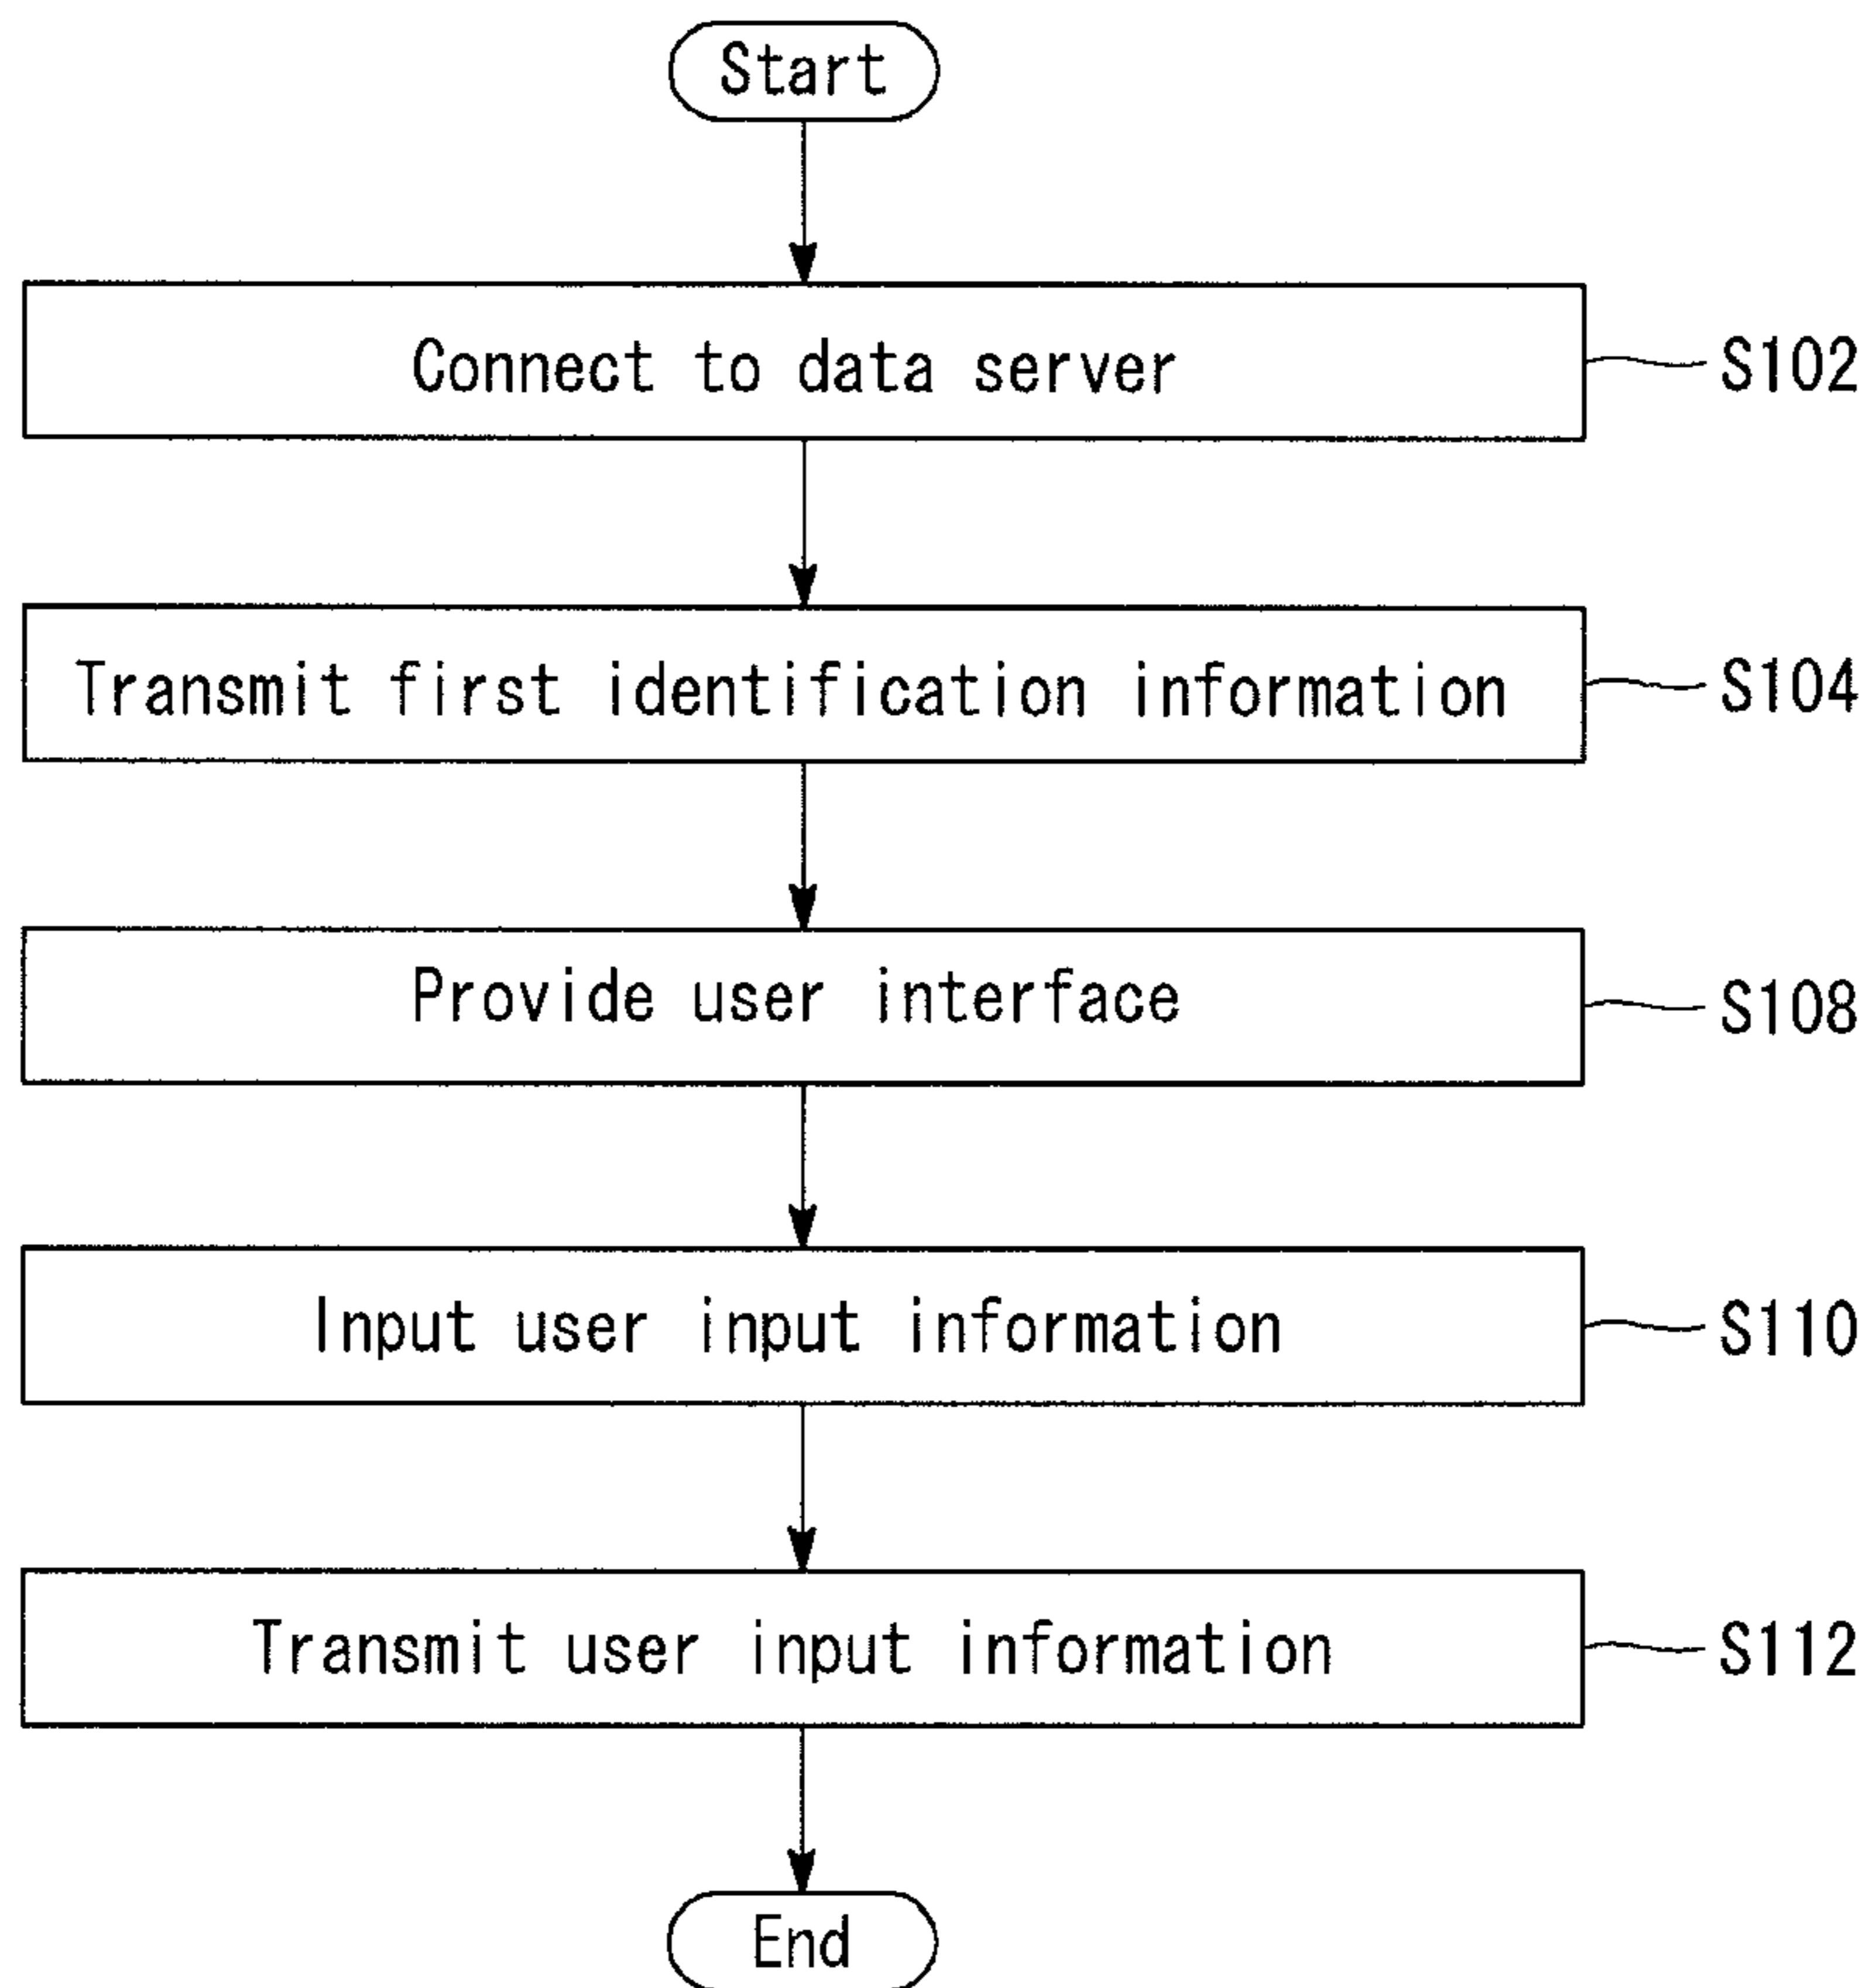 Start
Connect to data server
S102
Transmit first identification information
S104
Provide user interface
S108
Input user input information
S110
Transmit user input information
S112
End